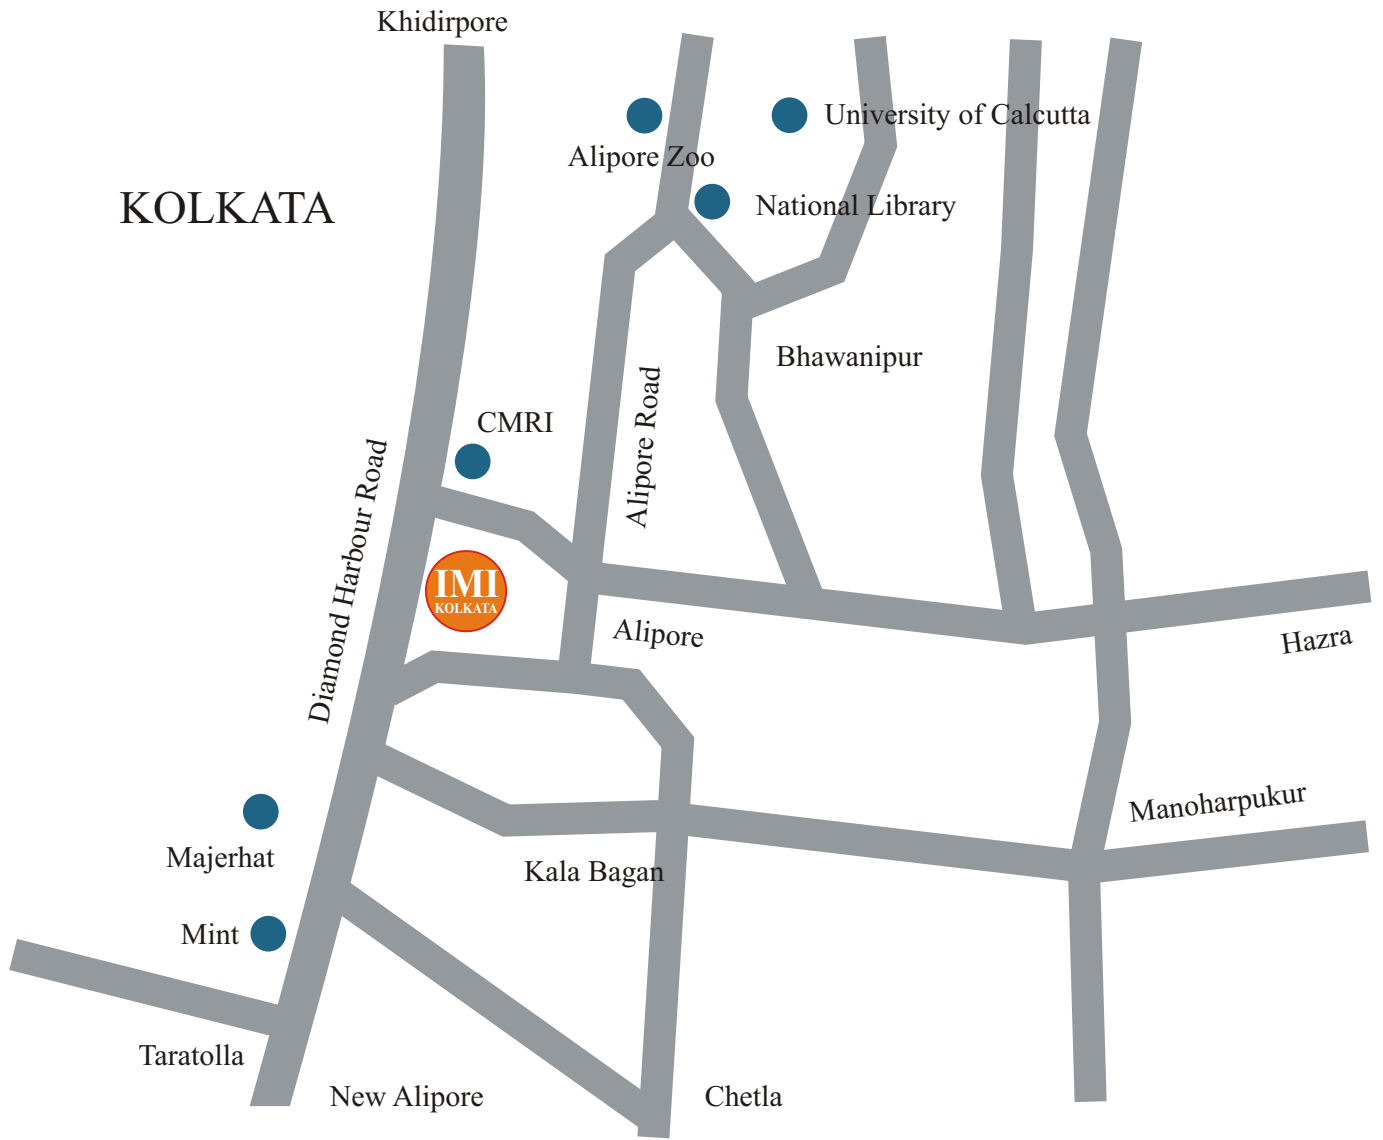 Khidirpore
University of Calcutta
Alipore Zoo
KOLKATA
National Library
Bhawanipur
Alipore Road
CMRI
Diamond Harbour Road
IMI
KOLKATA
Alipore
Hazra
Manoharpukur
Majerhat
Kala Bagan
Mint
Taratolla
New Alipore
Chetla